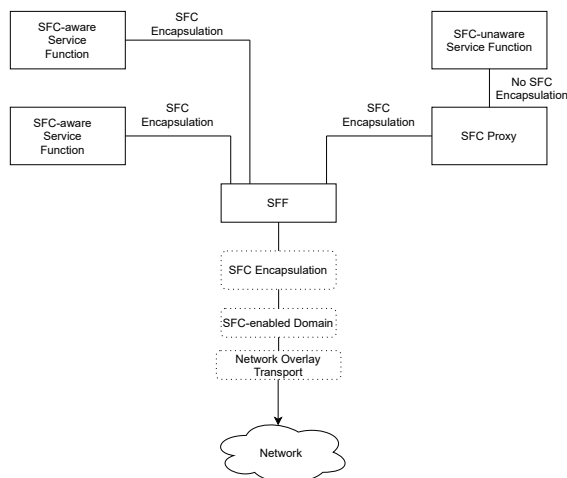 SFC-aware
Service
Function
SFC
Encapsulation
SFC-unaware
Service Function
No SFC
Encapsulation
SFC-aware
Service
Function
SFC
Encapsulation
SFC
Encapsulation
SFC Proxy
SFF
SFC Encapsulation
SFC-enabled Domain
Network Overlay
Transport
Network